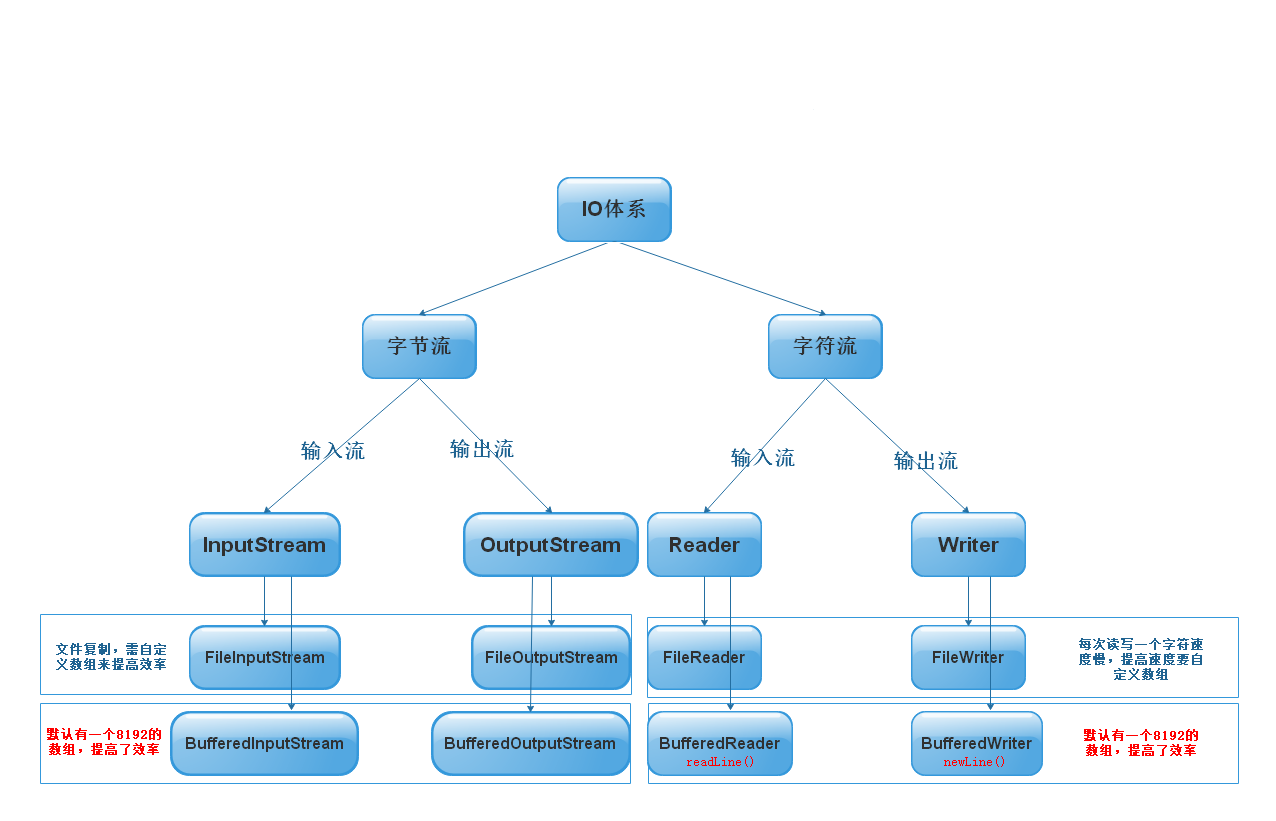 IO体系
字节流
字符流
输入流
输出流
输入流
输出流
InputStream
OutputStream
Reader
Writer
文件复制，需自定
义数组来提高效率
FileInputStream
FileOutputStream
FileReader
FileWriter
每次读写一个字符速
度慢，提高速度要自
定义数组
默认有一个8192的
数组，提高了效率
BufferedInputStream
BufferedOutputStream
BufferedReader
readLine()
BufferedWriter
newLine()
默认有一个8192的
数组，提高了效率